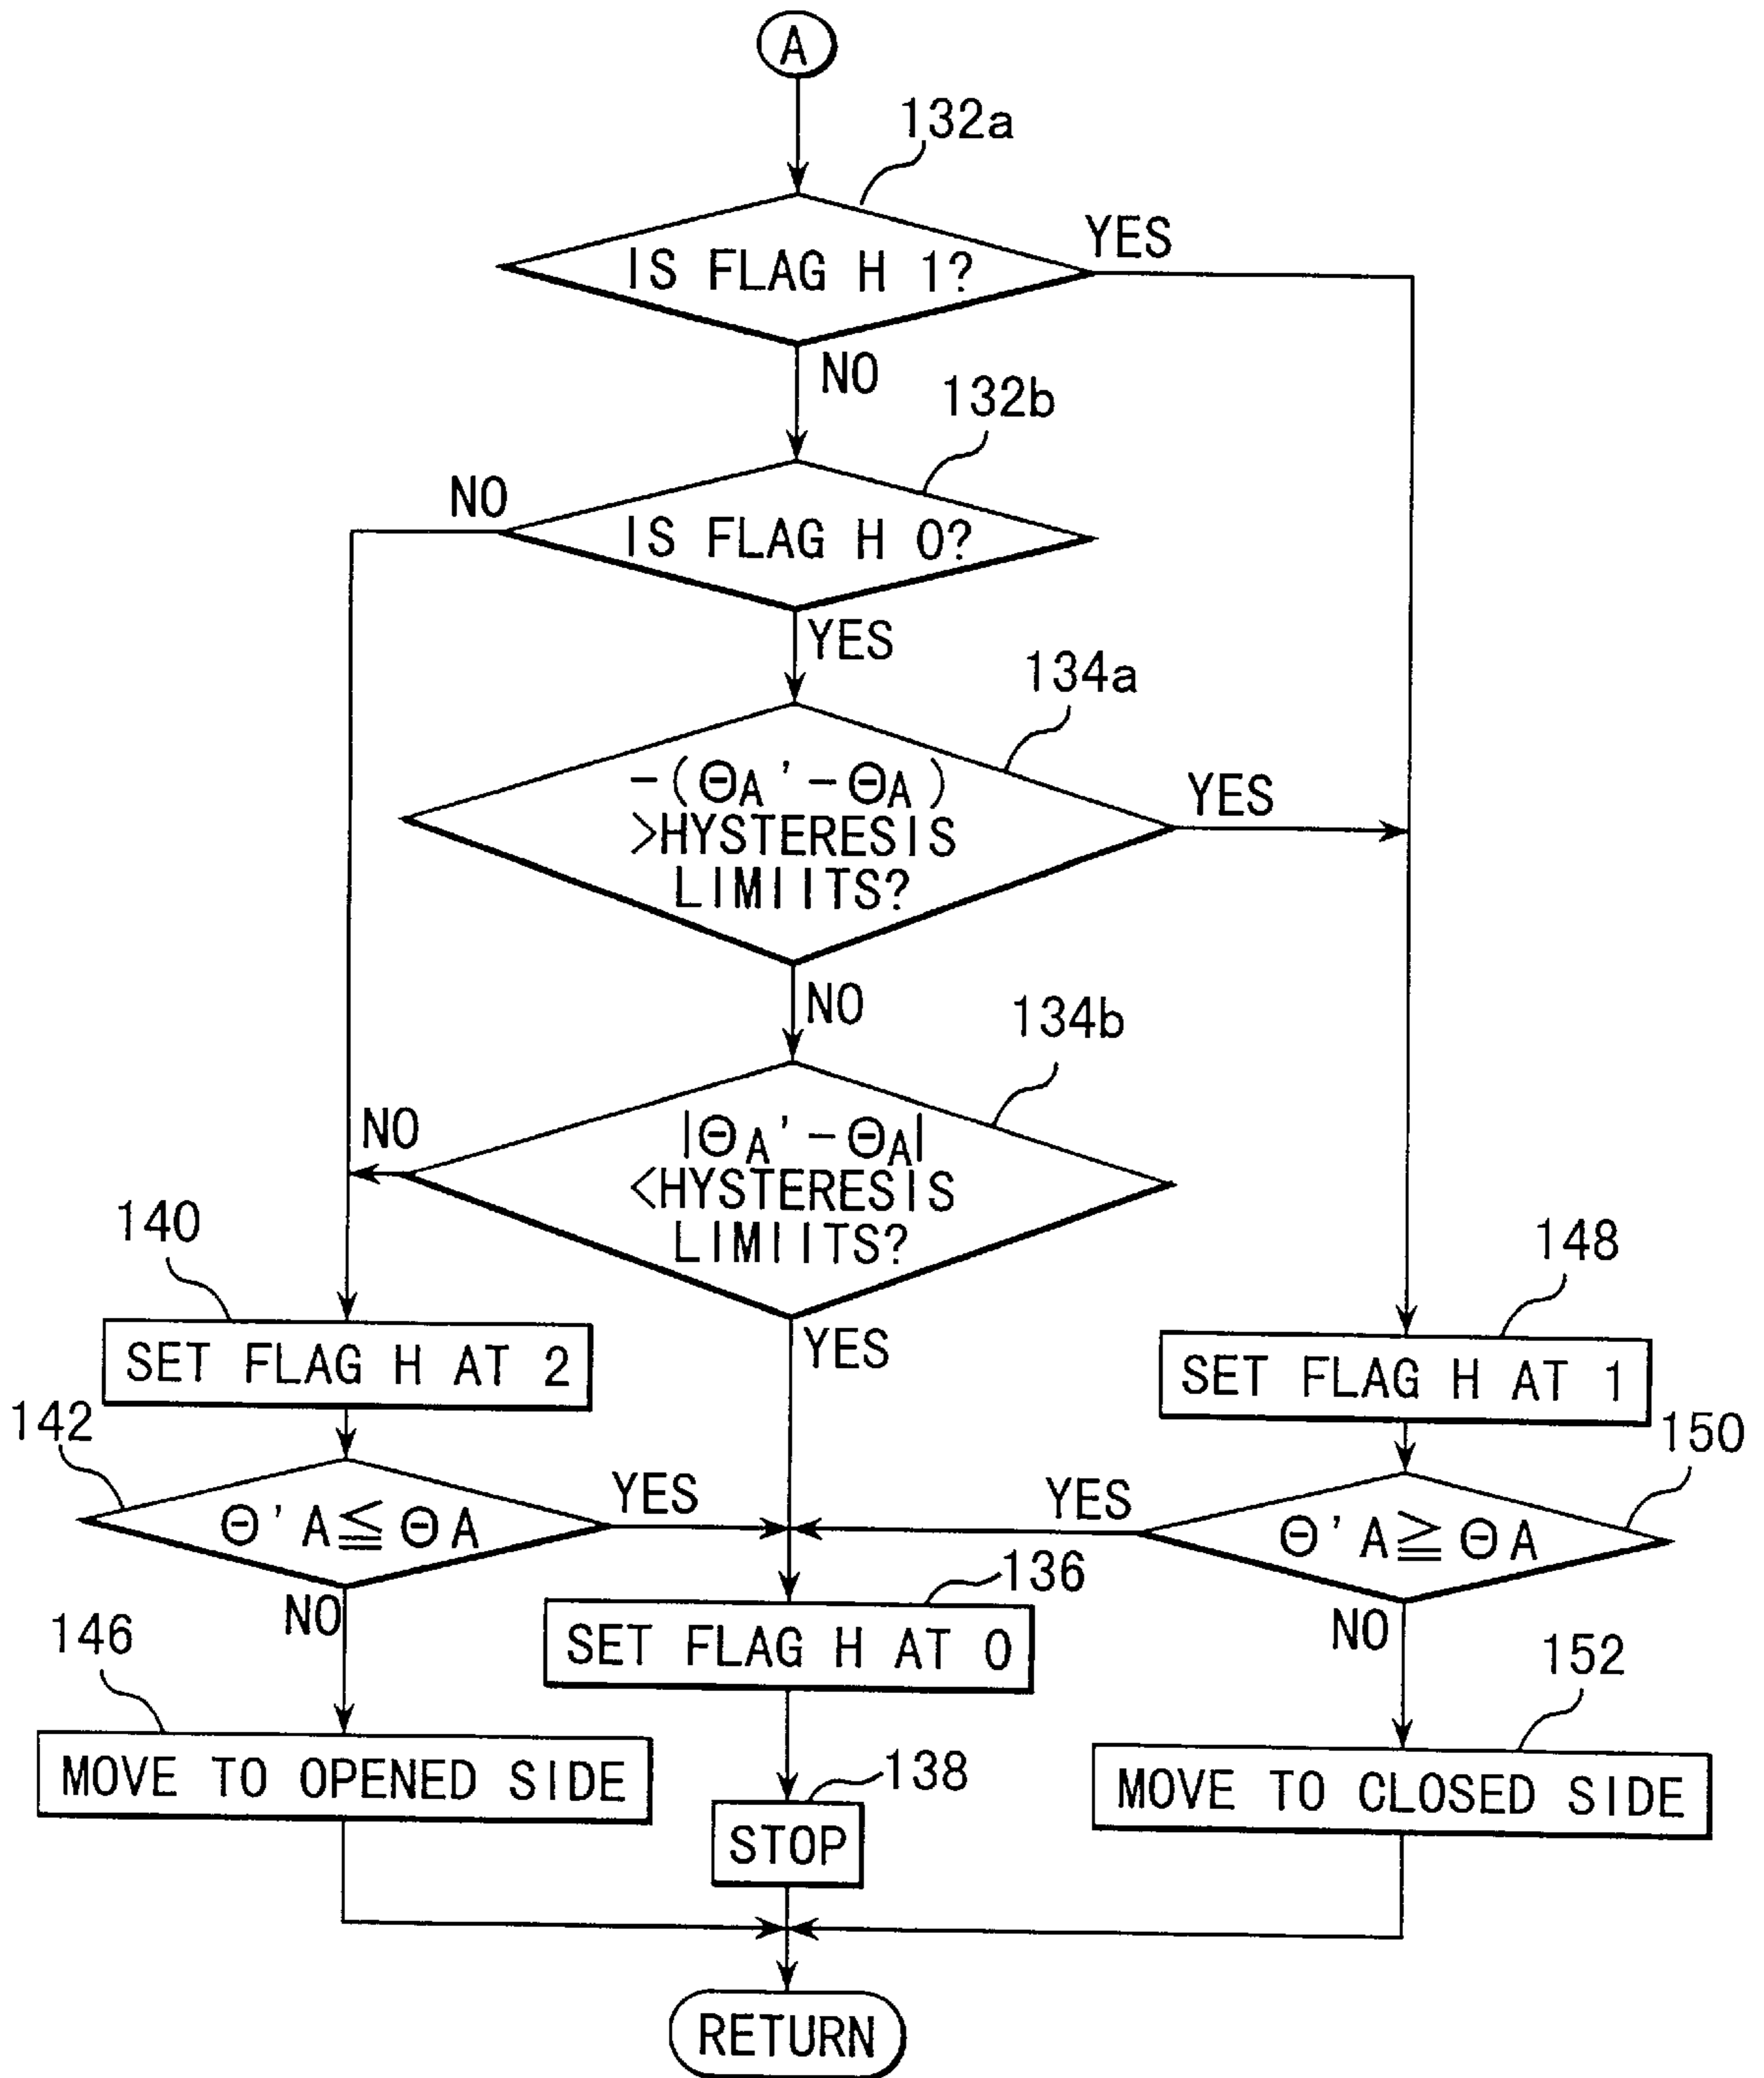 A
132a
IS FLAG H 1?
YES
NO
132b
NO
IS FLAG H 0?
YES
134a
-(ΘA'-ΘA)
>HYSTERESIS
LIMIITS?
YES
NO
134b
|ΘA'-ΘA|
<HYSTERESIS
LIMIITS?
NO
YES
140
SET FLAG H AT 2
148
SET FLAG H AT 1
142
Θ'A≦ΘA
YES
NO
150
Θ'A≧ΘA
YES
NO
136
SET FLAG H AT 0
146
MOVE TO OPENED SIDE
138
STOP
152
MOVE TO CLOSED SIDE
RETURN